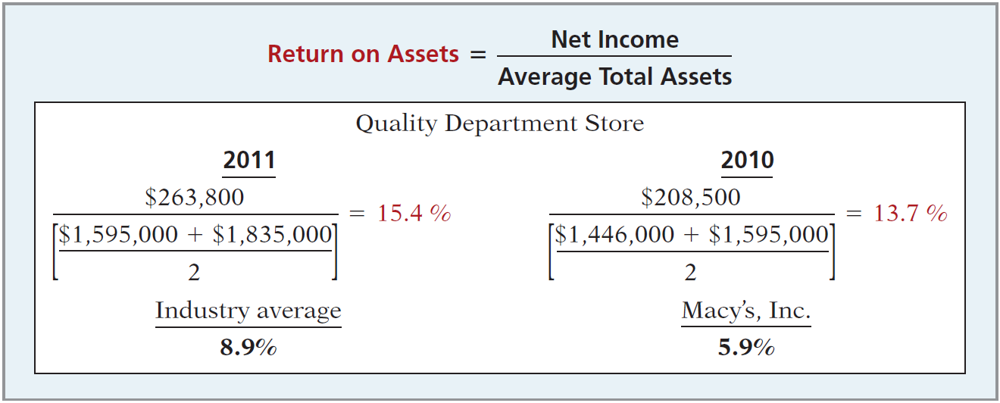 Return on Assets = Net Income
Average Total Assets
Quality Department Store
2011
$263,800
[$1,595,000 + $1,835,000]
2
= 15.4 %
2010
$208,500
[$1,446,000 + $1,595,000]
2
= 13.7 %
Industry average
8.9%
Macy's, Inc.
5.9%